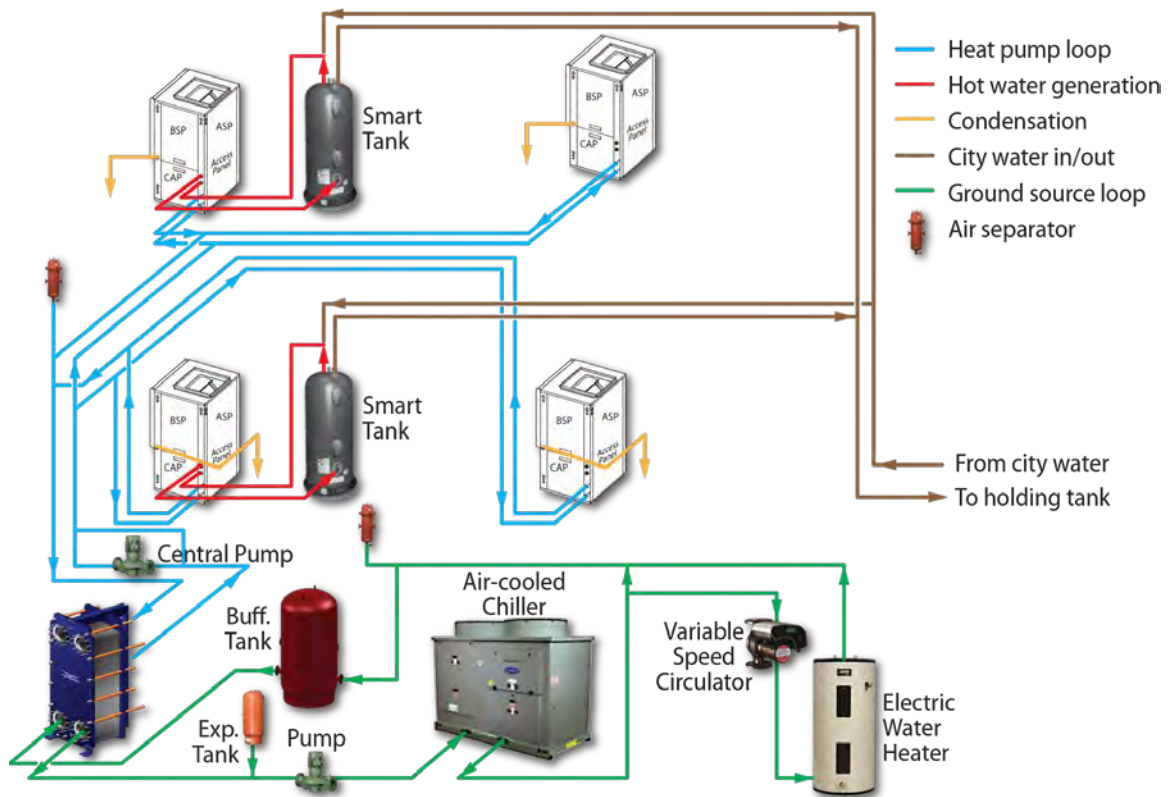 Heat pump loop
Hot water generation
Condensation
City water in/out
Ground source loop
Air separator
BSP
ASP
CAP
Access
Panel
Smart
Tank
BSP
ASP
CAP
Access
Panel
BSP
ASP
CAP
Access
Panel
Smart
Tank
BSP
ASP
CAP
Access
Panel
From city water
To holding tank
Central Pump
Buff.
Tank
Air-cooled
Chiller
Variable
Speed
Circulator
Electric
Water
Heater
Exp.
Tank
Pump